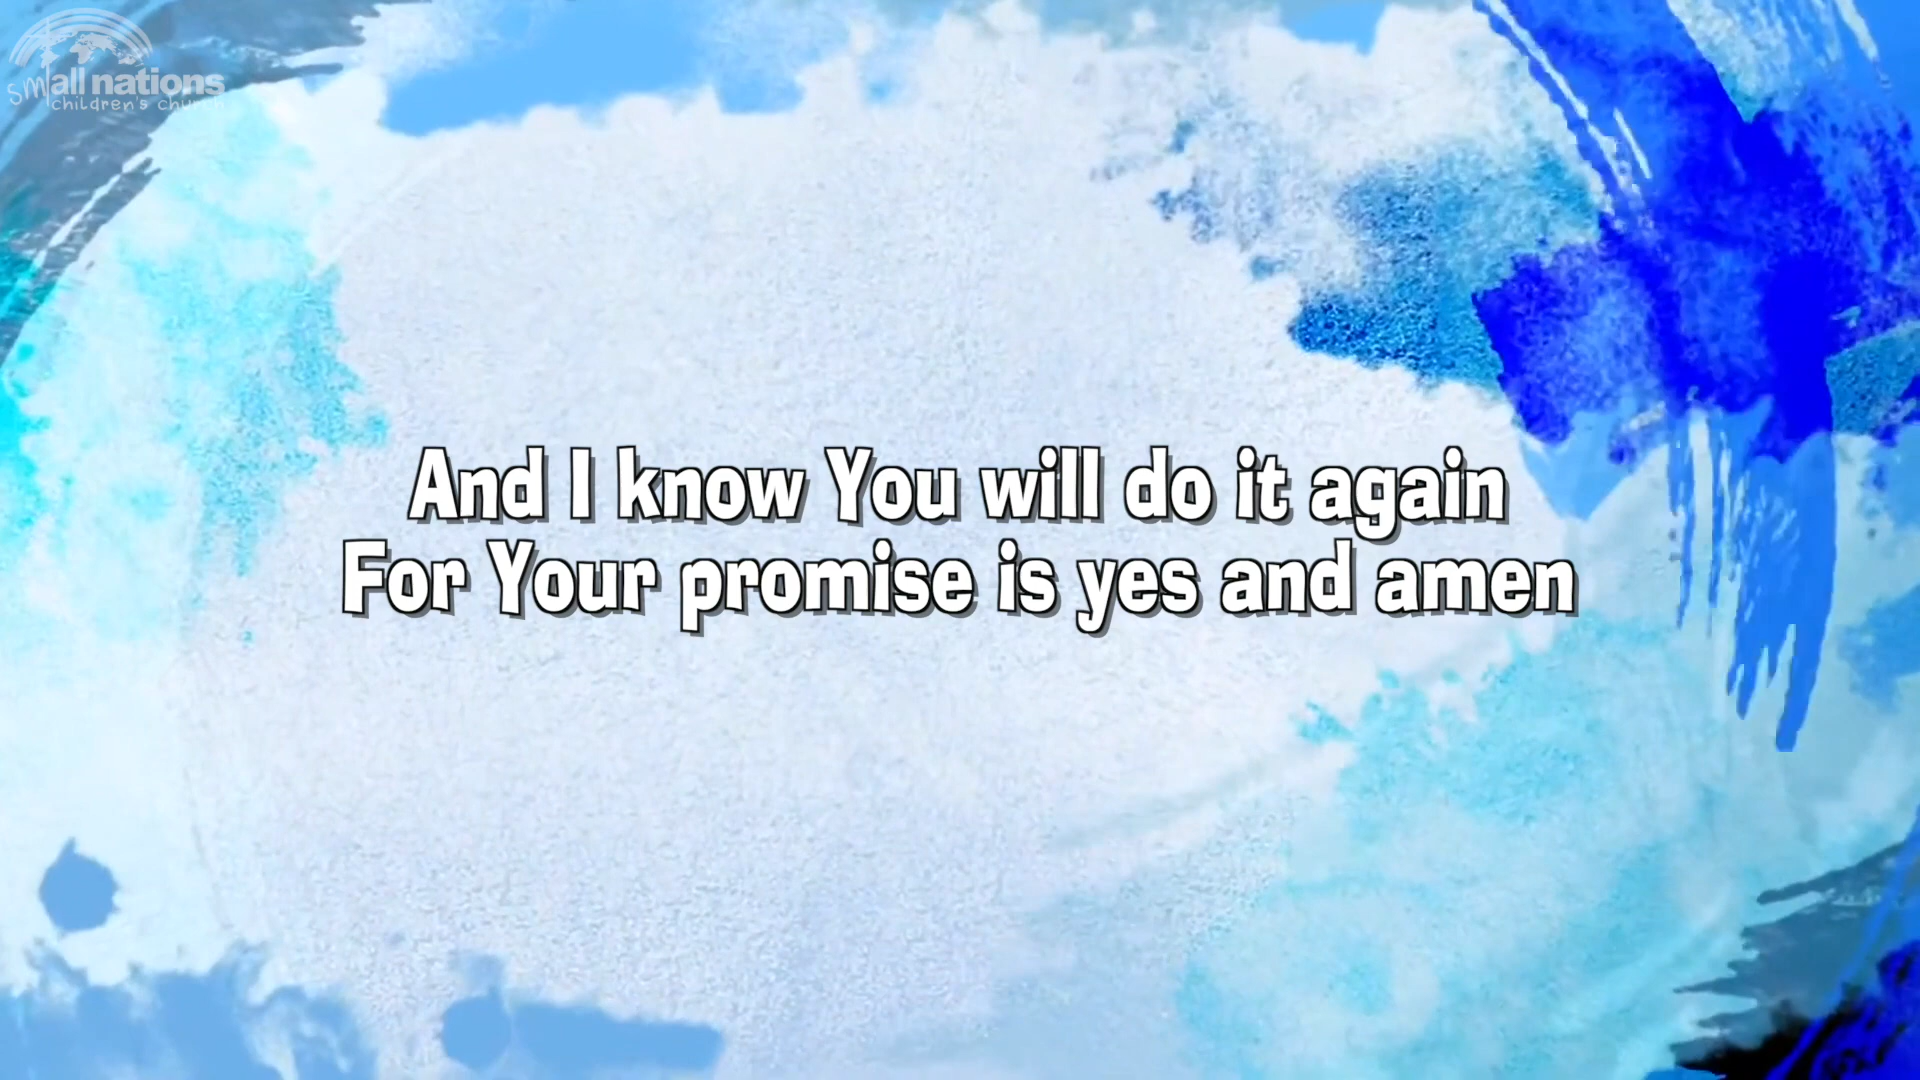 small nations
children's church
And I know You will do it again
For Your promise is yes and amen